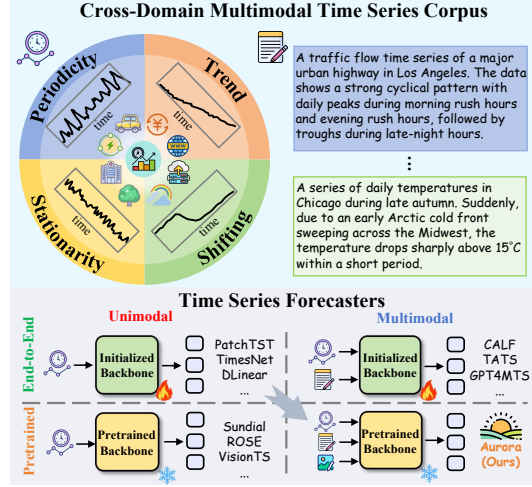 Cross-Domain Multimodal Time Series Corpus
Periodicity
time
Trend
time
Stationarity
time
Shifting
time
WWW
A traffic flow time series of a major
urban highway in Los Angeles. The data
shows a strong cyclical pattern with
daily peaks during morning rush hours
and evening rush hours, followed by
troughs during late-night hours.
A series of daily temperatures in
Chicago during late autumn. Suddenly,
due to an early Arctic cold front
sweeping across the Midwest, the
temperature drops sharply above 15°C
within a short period.
Time Series Forecasters
Unimodal
Multimodal
End-to-End
Initialized
Backbone
PatchTST
TimesNet
DLinear
...
Initialized
Backbone
CALF
TATS
GPT4MTS
...
Pretrained
Pretrained
Backbone
Sundial
ROSE
VisionTS
...
Pretrained
Backbone
Aurora
(Ours)